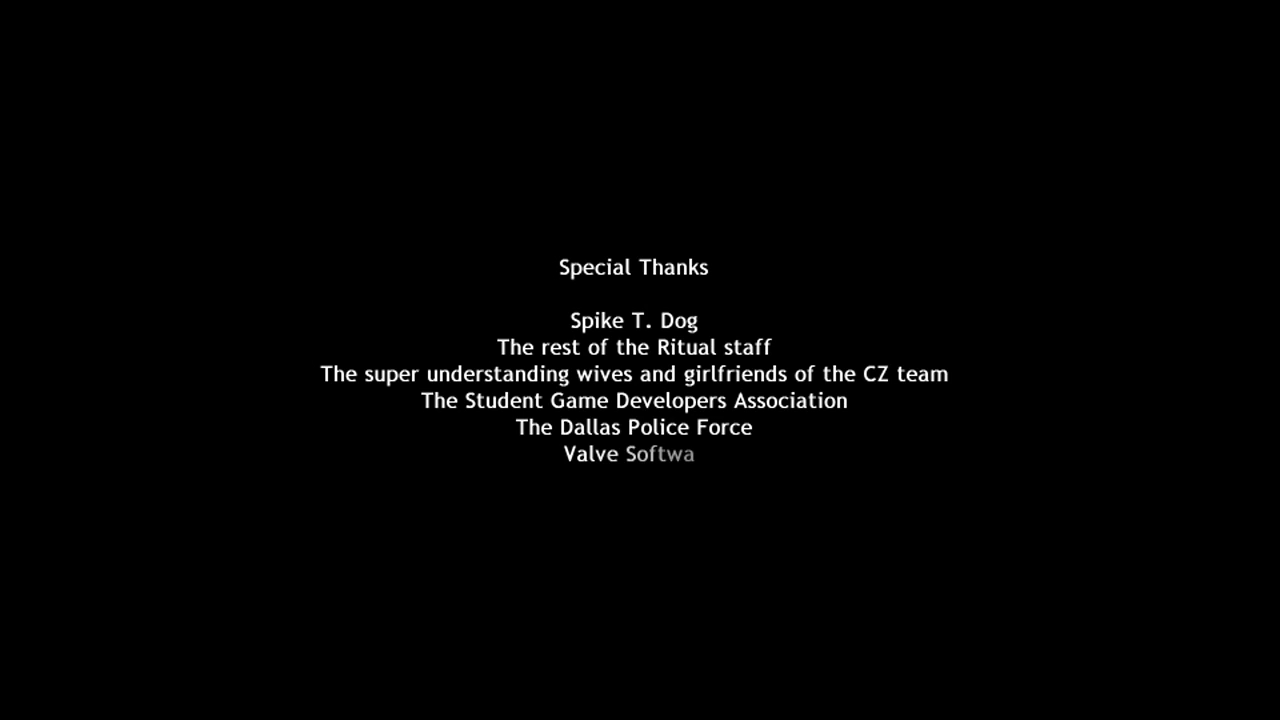 Special Thanks
Spike T. Dog
The rest of the Ritual staff
The super understanding wives and girlfriends of the CZ team
The Student Game Developers Association
The Dallas Police Force
Valve Softwa